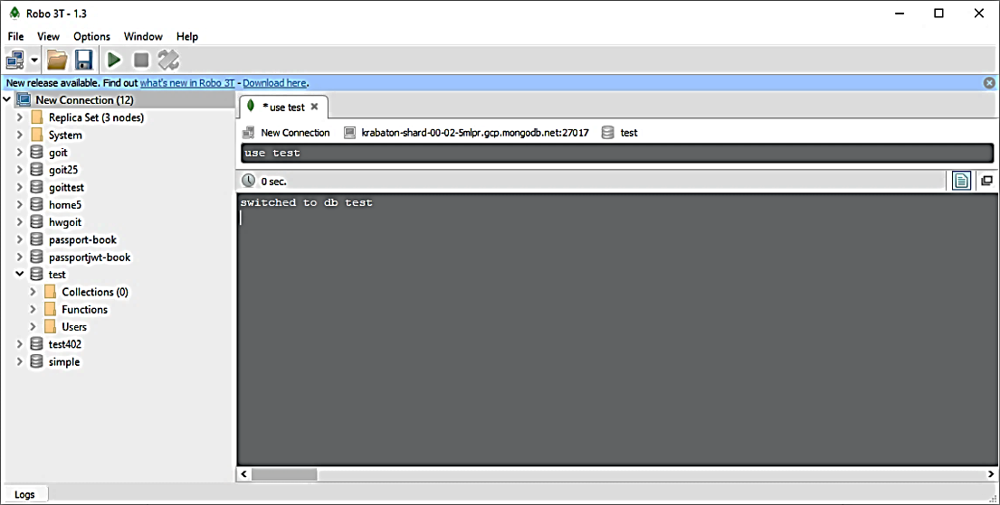 Robo 3T - 1.3
File View Options Window Help
New release available. Find out what's new in Robo 3T - Download here.
New Connection (12)
Replica Set (3 nodes)
System
goit
goit25
goittest
home5
hwgoit
passport-book
passportjwt-book
test
Collections (0)
Functions
Users
test402
simple
* use test
New Connection krabaton-shard-00-02-5mlpr.gcp.mongodb.net:27017 test
use test
0 sec.
switched to db test
Logs